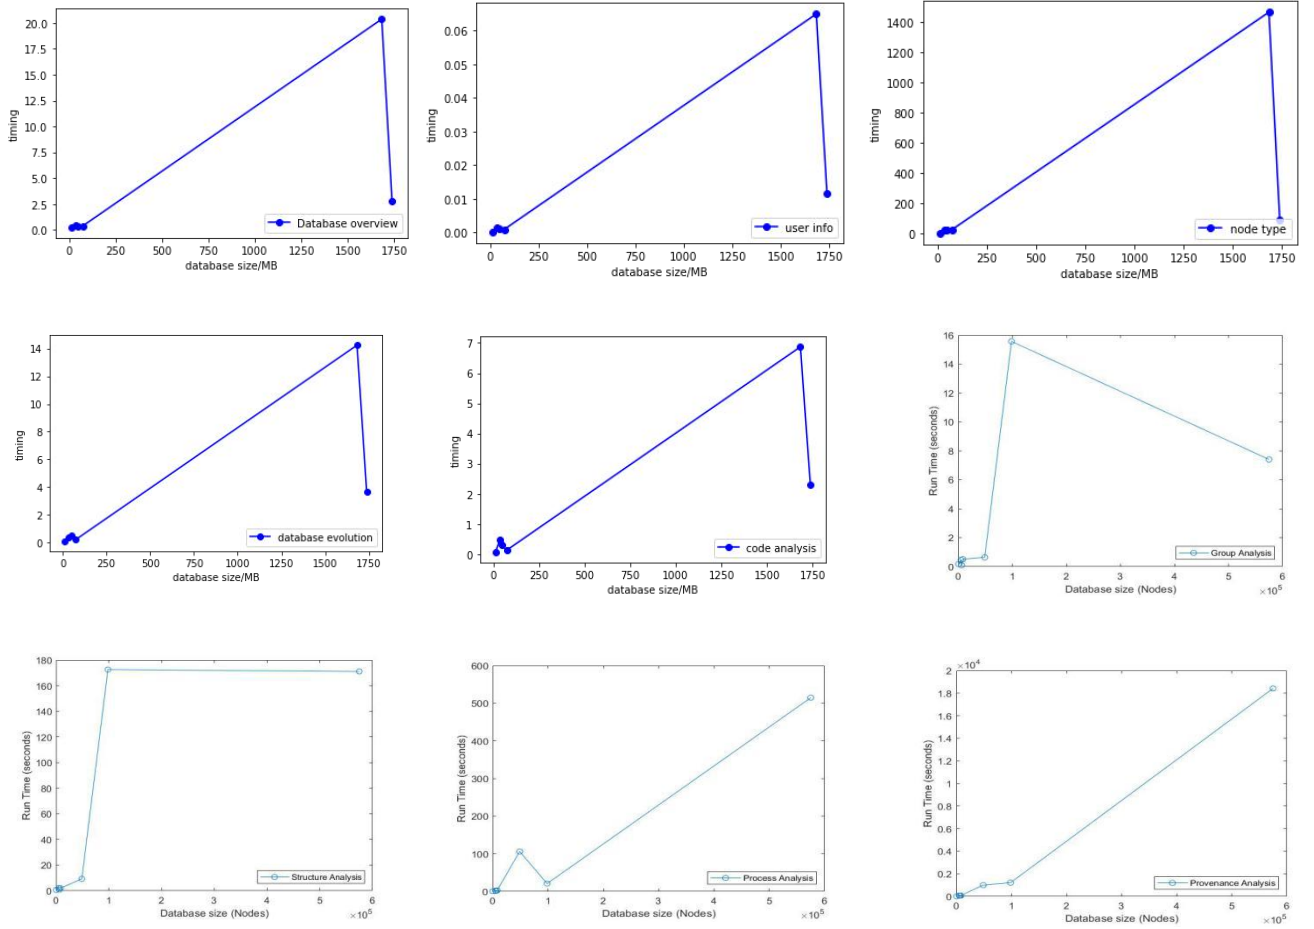 20.0
17.5
15.0
12.5
10.0
7.5
5.0
2.5
0.0
timing
Database overview
0 250 500 750 1000 1250 1500 1750
database size/MB
0.06
0.05
0.04
0.03
0.02
0.01
0.00
timing
user info
0 250 500 750 1000 1250 1500 1750
database size/MB
1400
1200
1000
800
600
400
200
0
timing
node type
0 250 500 750 1000 1250 1500 1750
database size/MB
14
12
10
8
6
4
2
0
timing
database evolution
0 250 500 750 1000 1250 1500 1750
database size/MB
7
6
5
4
3
2
1
0
timing
code analysis
0 250 500 750 1000 1250 1500 1750
database size/MB
16
14
12
10
8
6
4
2
0
Run Time (seconds)
Group Analysis
0 1 2 3 4 5 6
Database size (Nodes)
×10⁵
180
160
140
120
100
80
60
40
20
0
Run Time (seconds)
Structure Analysis
0 1 2 3 4 5 6
Database size (Nodes)
×10⁵
600
500
400
300
200
100
0
Run Time (seconds)
Process Analysis
0 1 2 3 4 5 6
Database size (Nodes)
×10⁵
×10⁴
2
1.8
1.6
1.4
1.2
1
0.8
0.6
0.4
0.2
0
Run Time (seconds)
Provenance Analysis
0 1 2 3 4 5 6
Database size (Nodes)
×10⁵